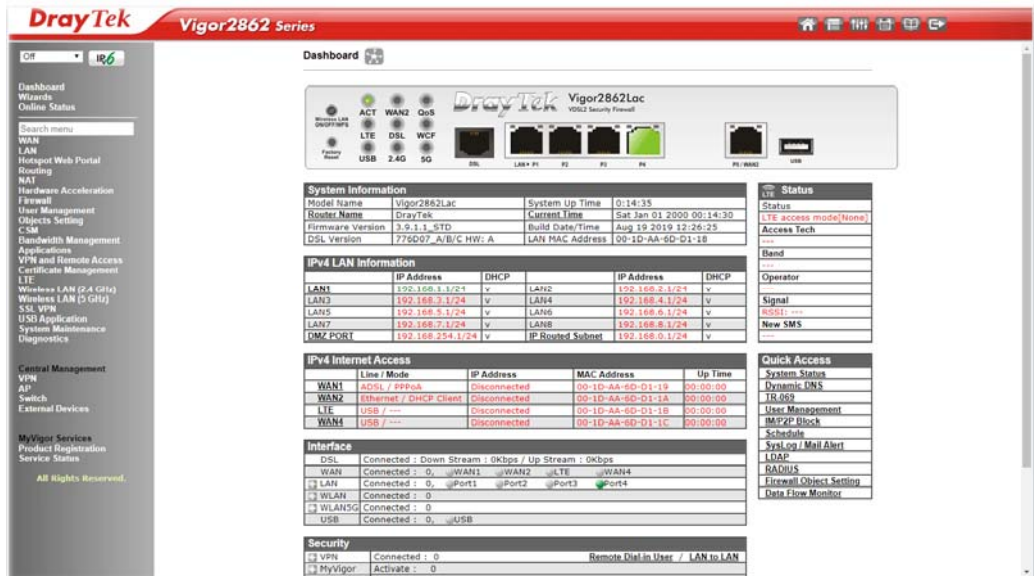 DrayTek Vigor2862 Series
Off IPv6
Dashboard
Wizards
Online Status
Search menu
WAN
LAN
Hotspot Web Portal
Routing
NAT
Hardware Acceleration
Firewall
User Management
Objects Setting
CSM
Bandwidth Management
Applications
VPN and Remote Access
Certificate Management
LTE
Wireless LAN (2.4 GHz)
Wireless LAN (5 GHz)
SSL VPN
USB Application
System Maintenance
Diagnostics
Central Management
VPN
AP
Switch
External Devices
MyVigor Services
Product Registration
Service Status
All Rights Reserved.
Dashboard
DrayTek Vigor2862Lac
VDSL2 Security Firewall
Wireless LAN
ON/OFF/WPS
Factory
Reset
ACT WAN2 QoS
LTE DSL WCF
USB 2.4G 5G
DSL LAN P1 P2 P3 P4 P5 / WAN2 USB
System Information
Model Name Vigor2862Lac System Up Time 0:14:35
Router Name DrayTek Current Time Sat Jan 01 2000 00:14:30
Firmware Version 3.9.1.1_STD Build Date/Time Aug 19 2019 12:26:25
DSL Version 776D07_A/B/C HW: A LAN MAC Address 00-1D-AA-6D-D1-18
IPv4 LAN Information
IP Address DHCP IP Address DHCP
LAN1 192.168.1.1/24 v LAN2 192.168.2.1/24 v
LAN3 192.168.3.1/24 v LAN4 192.168.4.1/24 v
LAN5 192.168.5.1/24 v LAN6 192.168.6.1/24 v
LAN7 192.168.7.1/24 v LAN8 192.168.8.1/24 v
DMZ PORT 192.168.254.1/24 v IP Routed Subnet 192.168.0.1/24 v
IPv4 Internet Access
Line / Mode IP Address MAC Address Up Time
WAN1 ADSL / PPPoA Disconnected 00-1D-AA-6D-D1-19 00:00:00
WAN2 Ethernet / DHCP Client Disconnected 00-1D-AA-6D-D1-1A 00:00:00
LTE USB / --- Disconnected 00-1D-AA-6D-D1-1B 00:00:00
WAN4 USB / --- Disconnected 00-1D-AA-6D-D1-1C 00:00:00
Interface
DSL Connected : Down Stream : 0Kbps / Up Stream : 0Kbps
WAN Connected : 0, WAN1 WAN2 LTE WAN4
LAN Connected : 0, Port1 Port2 Port3 Port4
WLAN Connected : 0
WLAN5G Connected : 0
USB Connected : 0, USB
Security
VPN Connected : 0 Remote Dial-in User / LAN to LAN
MyVigor Activate : 0
LTE Status
Status
LTE access mode[None]
Access Tech
---
Band
---
Operator
---
Signal
RSSI: ---
New SMS
---
Quick Access
System Status
Dynamic DNS
TR-069
User Management
IM/P2P Block
Schedule
SysLog / Mail Alert
LDAP
RADIUS
Firewall Object Setting
Data Flow Monitor